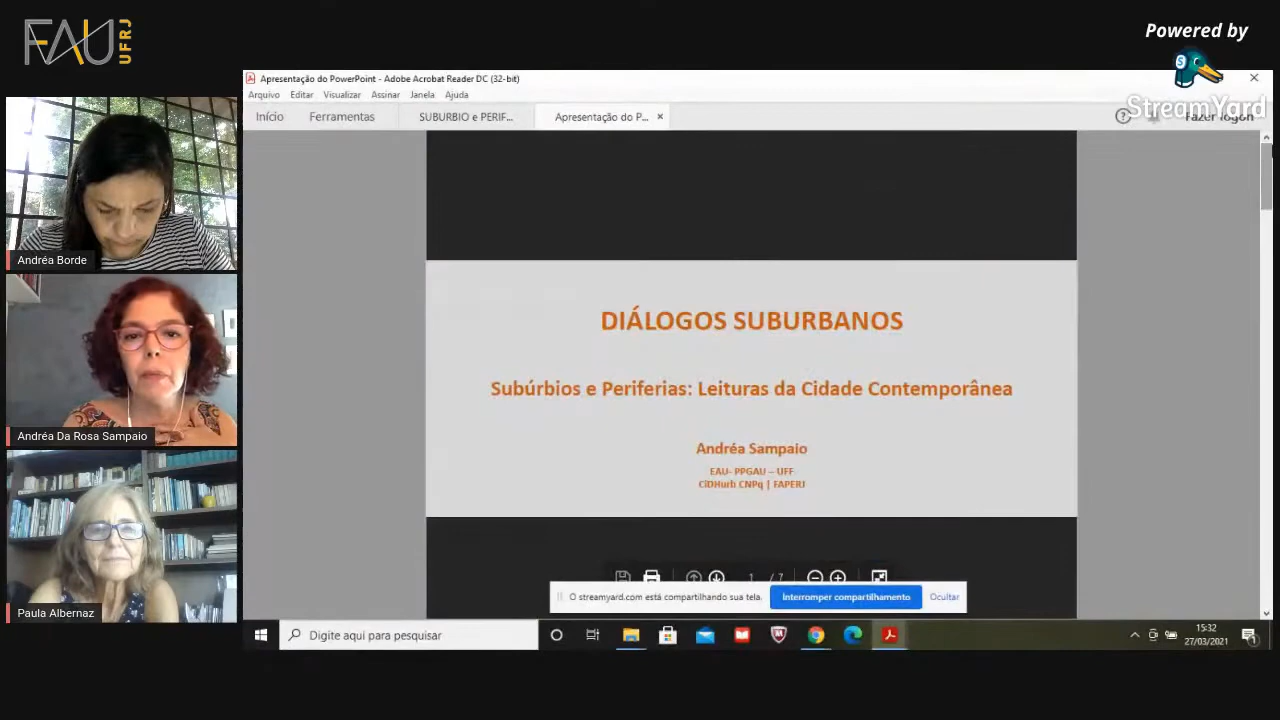 FAU UFRJ
Powered by
StreamYard
Apresentação do PowerPoint - Adobe Acrobat Reader DC (32-bit)
Arquivo Editar Visualizar Assinar Janela Ajuda
Início Ferramentas SUBURBIO e PERIF... Apresentação do P... × Fazer logon
DIÁLOGOS SUBURBANOS
Subúrbios e Periferias: Leituras da Cidade Contemporânea
Andréa Sampaio
EAU- PPGAU – UFF
CiDHurb CNPq | FAPERJ
1 / 7
O streamyard.com está compartilhando sua tela. Interromper compartilhamento Ocultar
Digite aqui para pesquisar
15:32
27/03/2021
Andréa Borde
Andréa Da Rosa Sampaio
Paula Albernaz